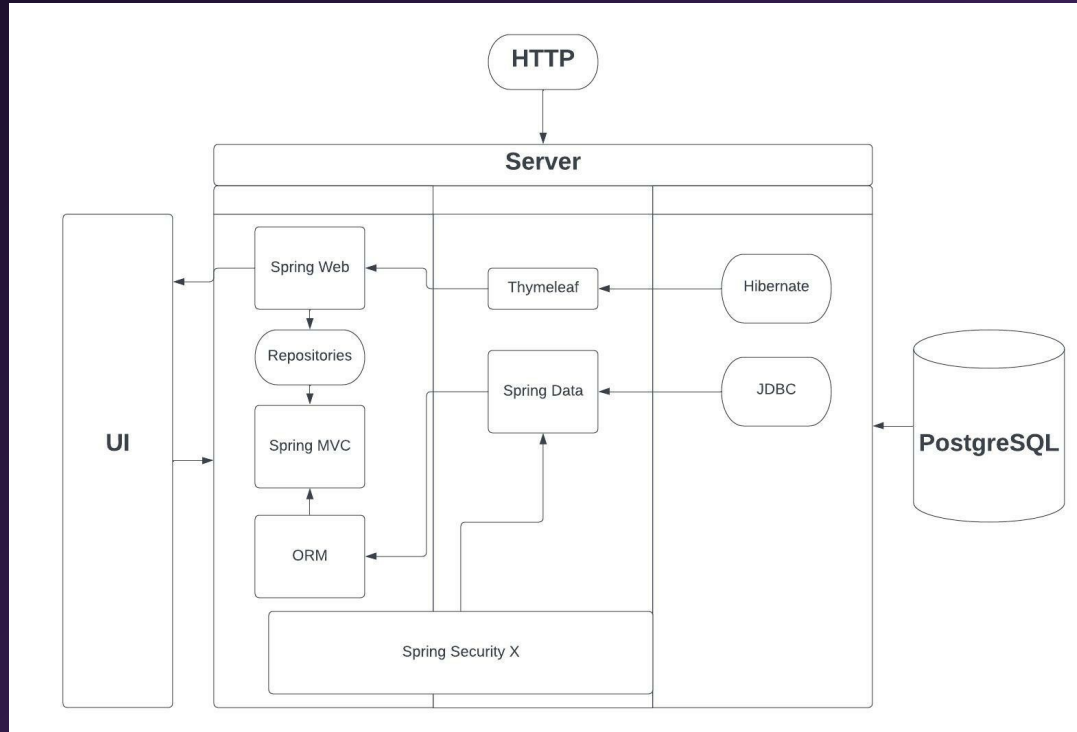 HTTP
Server
Spring Web
Thymeleaf
Hibernate
Repositories
Spring Data
JDBC
UI
Spring MVC
PostgreSQL
ORM
Spring Security X